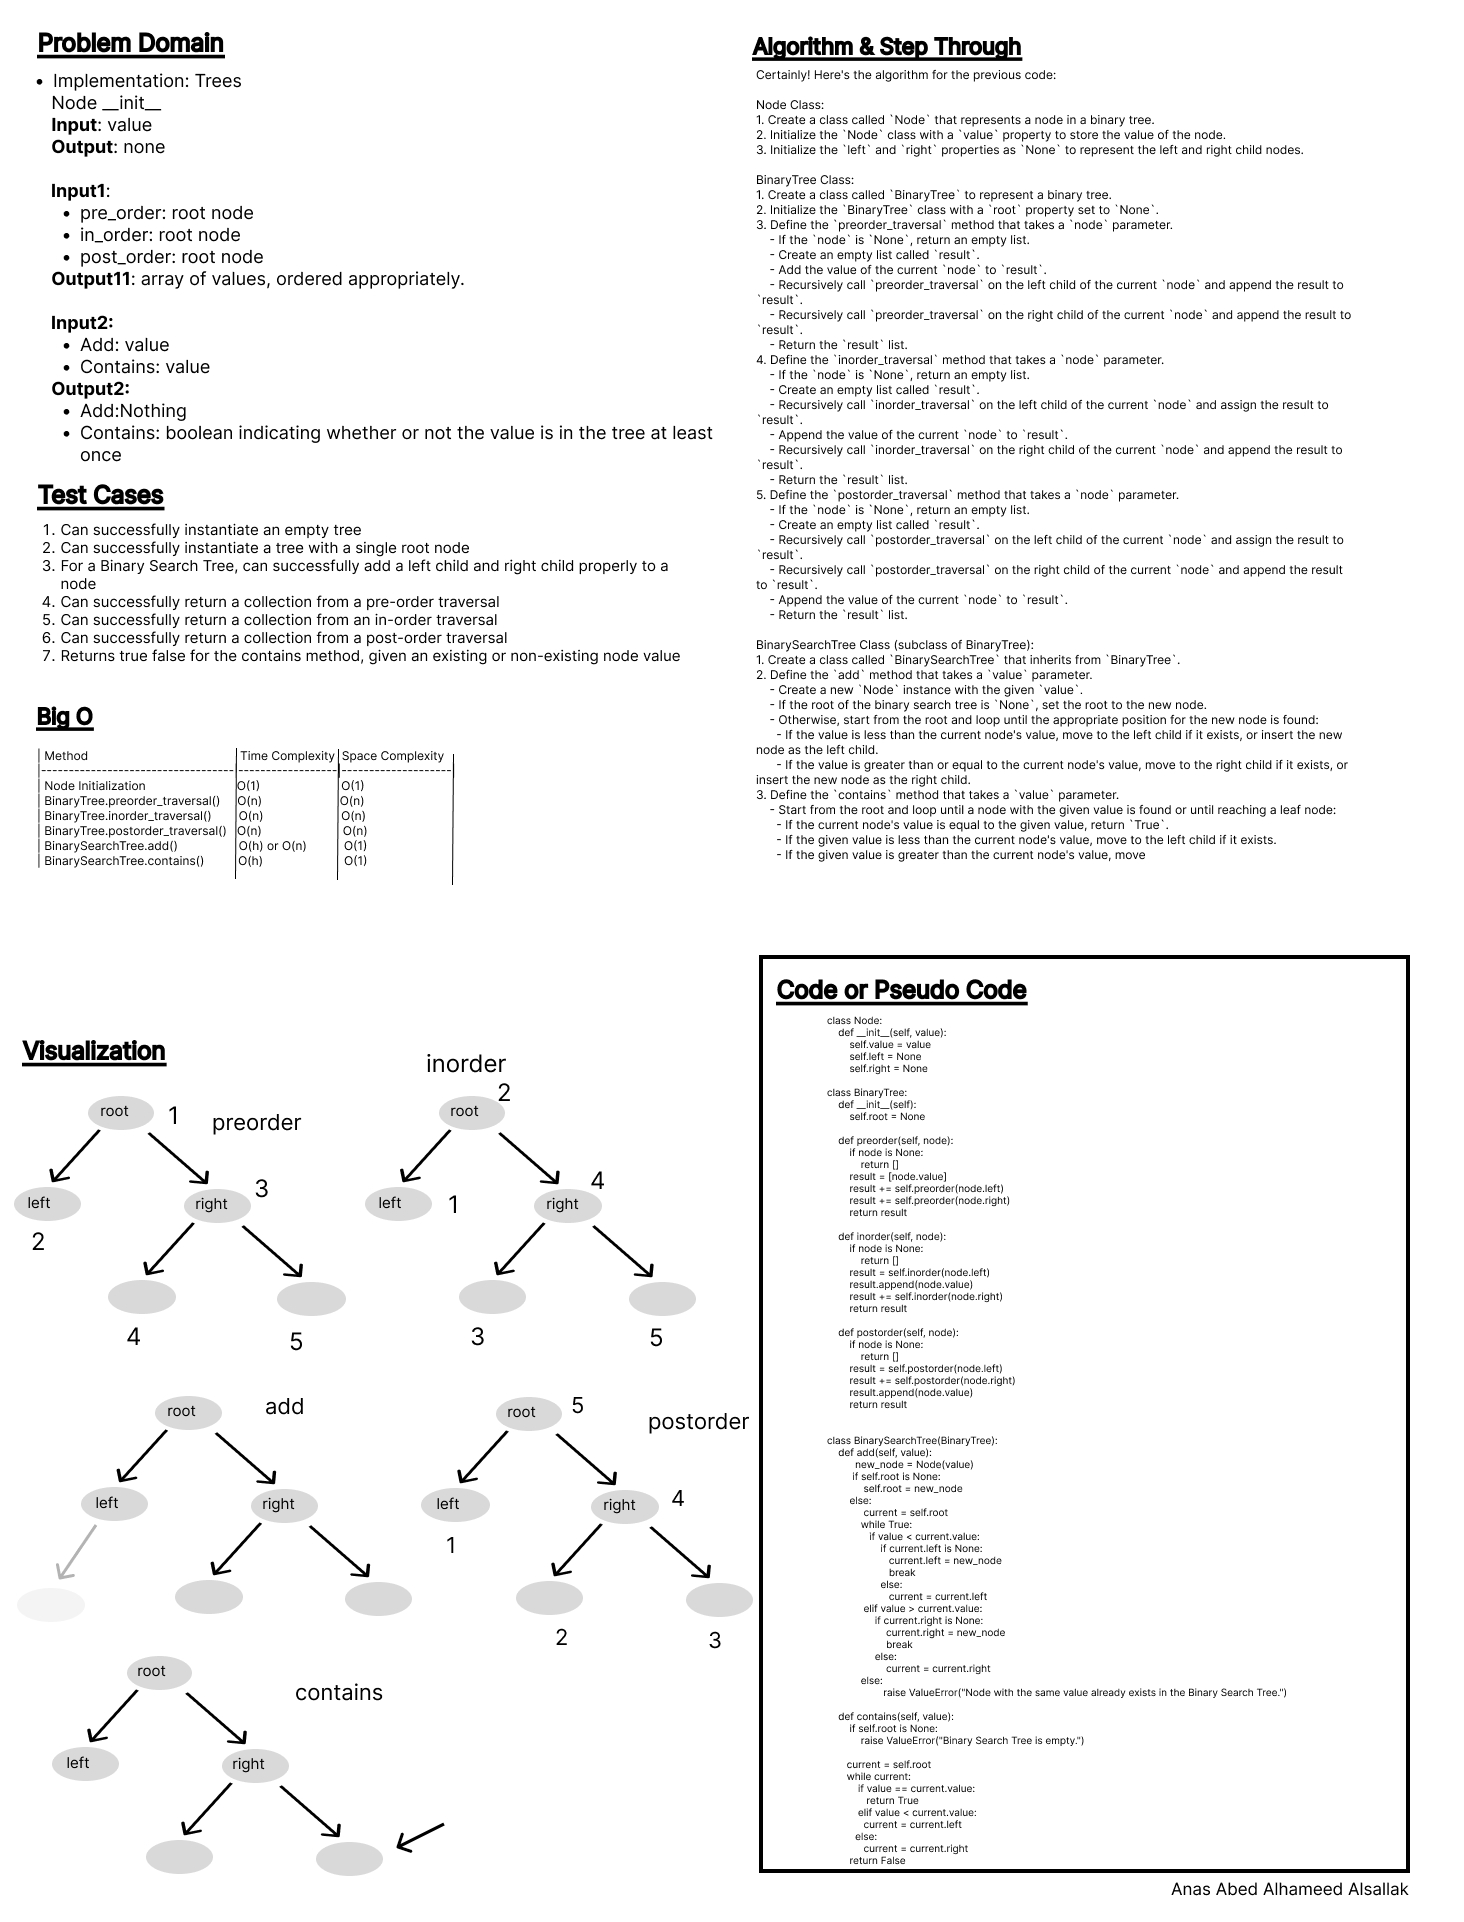 Problem Domain
• Implementation: Trees
Node __init__
Input: value
Output: none
Input1:
• pre_order: root node
• in_order: root node
• post_order: root node
Output11: array of values, ordered appropriately.
Input2:
• Add: value
• Contains: value
Output2:
• Add:Nothing
• Contains: boolean indicating whether or not the value is in the tree at least
once
Test Cases
1. Can successfully instantiate an empty tree
2. Can successfully instantiate a tree with a single root node
3. For a Binary Search Tree, can successfully add a left child and right child properly to a
node
4. Can successfully return a collection from a pre-order traversal
5. Can successfully return a collection from an in-order traversal
6. Can successfully return a collection from a post-order traversal
7. Returns true false for the contains method, given an existing or non-existing node value
Big O
| Method | Time Complexity | Space Complexity
|----------------------------------|------------------|--------------------|
| Node Initialization O(1) O(1)
| BinaryTree.preorder_traversal() O(n) O(n)
| BinaryTree.inorder_traversal() O(n) O(n)
| BinaryTree.postorder_traversal() O(n) O(n)
| BinarySearchTree.add() O(h) or O(n) O(1)
| BinarySearchTree.contains() O(h) O(1)
Algorithm & Step Through
Certainly! Here's the algorithm for the previous code:
Node Class:
1. Create a class called `Node` that represents a node in a binary tree.
2. Initialize the `Node` class with a `value` property to store the value of the node.
3. Initialize the `left` and `right` properties as `None` to represent the left and right child nodes.
BinaryTree Class:
1. Create a class called `BinaryTree` to represent a binary tree.
2. Initialize the `BinaryTree` class with a `root` property set to `None`.
3. Define the `preorder_traversal` method that takes a `node` parameter.
- If the `node` is `None`, return an empty list.
- Create an empty list called `result`.
- Add the value of the current `node` to `result`.
- Recursively call `preorder_traversal` on the left child of the current `node` and append the result to
`result`.
- Recursively call `preorder_traversal` on the right child of the current `node` and append the result to
`result`.
- Return the `result` list.
4. Define the `inorder_traversal` method that takes a `node` parameter.
- If the `node` is `None`, return an empty list.
- Create an empty list called `result`.
- Recursively call `inorder_traversal` on the left child of the current `node` and assign the result to
`result`.
- Append the value of the current `node` to `result`.
- Recursively call `inorder_traversal` on the right child of the current `node` and append the result to
`result`.
- Return the `result` list.
5. Define the `postorder_traversal` method that takes a `node` parameter.
- If the `node` is `None`, return an empty list.
- Create an empty list called `result`.
- Recursively call `postorder_traversal` on the left child of the current `node` and assign the result to
`result`.
- Recursively call `postorder_traversal` on the right child of the current `node` and append the result
to `result`.
- Append the value of the current `node` to `result`.
- Return the `result` list.
BinarySearchTree Class (subclass of BinaryTree):
1. Create a class called `BinarySearchTree` that inherits from `BinaryTree`.
2. Define the `add` method that takes a `value` parameter.
- Create a new `Node` instance with the given `value`.
- If the root of the binary search tree is `None`, set the root to the new node.
- Otherwise, start from the root and loop until the appropriate position for the new node is found:
- If the value is less than the current node's value, move to the left child if it exists, or insert the new
node as the left child.
- If the value is greater than or equal to the current node's value, move to the right child if it exists, or
insert the new node as the right child.
3. Define the `contains` method that takes a `value` parameter.
- Start from the root and loop until a node with the given value is found or until reaching a leaf node:
- If the current node's value is equal to the given value, return `True`.
- If the given value is less than the current node's value, move to the left child if it exists.
- If the given value is greater than the current node's value, move
Visualization
root
1
preorder
left
2
right
3
4
5
inorder
2
root
left
1
right
4
3
5
root
add
left
right
root
5
postorder
left
1
right
4
2
3
root
contains
left
right
Code or Pseudo Code
class Node:
def __init__(self, value):
self.value = value
self.left = None
self.right = None
class BinaryTree:
def __init__(self):
self.root = None
def preorder(self, node):
if node is None:
return []
result = [node.value]
result += self.preorder(node.left)
result += self.preorder(node.right)
return result
def inorder(self, node):
if node is None:
return []
result = self.inorder(node.left)
result.append(node.value)
result += self.inorder(node.right)
return result
def postorder(self, node):
if node is None:
return []
result = self.postorder(node.left)
result += self.postorder(node.right)
result.append(node.value)
return result
class BinarySearchTree(BinaryTree):
def add(self, value):
new_node = Node(value)
if self.root is None:
self.root = new_node
else:
current = self.root
while True:
if value < current.value:
if current.left is None:
current.left = new_node
break
else:
current = current.left
elif value > current.value:
if current.right is None:
current.right = new_node
break
else:
current = current.right
else:
raise ValueError("Node with the same value already exists in the Binary Search Tree.")
def contains(self, value):
if self.root is None:
raise ValueError("Binary Search Tree is empty.")
current = self.root
while current:
if value == current.value:
return True
elif value < current.value:
current = current.left
else:
current = current.right
return False
Anas Abed Alhameed Alsallak